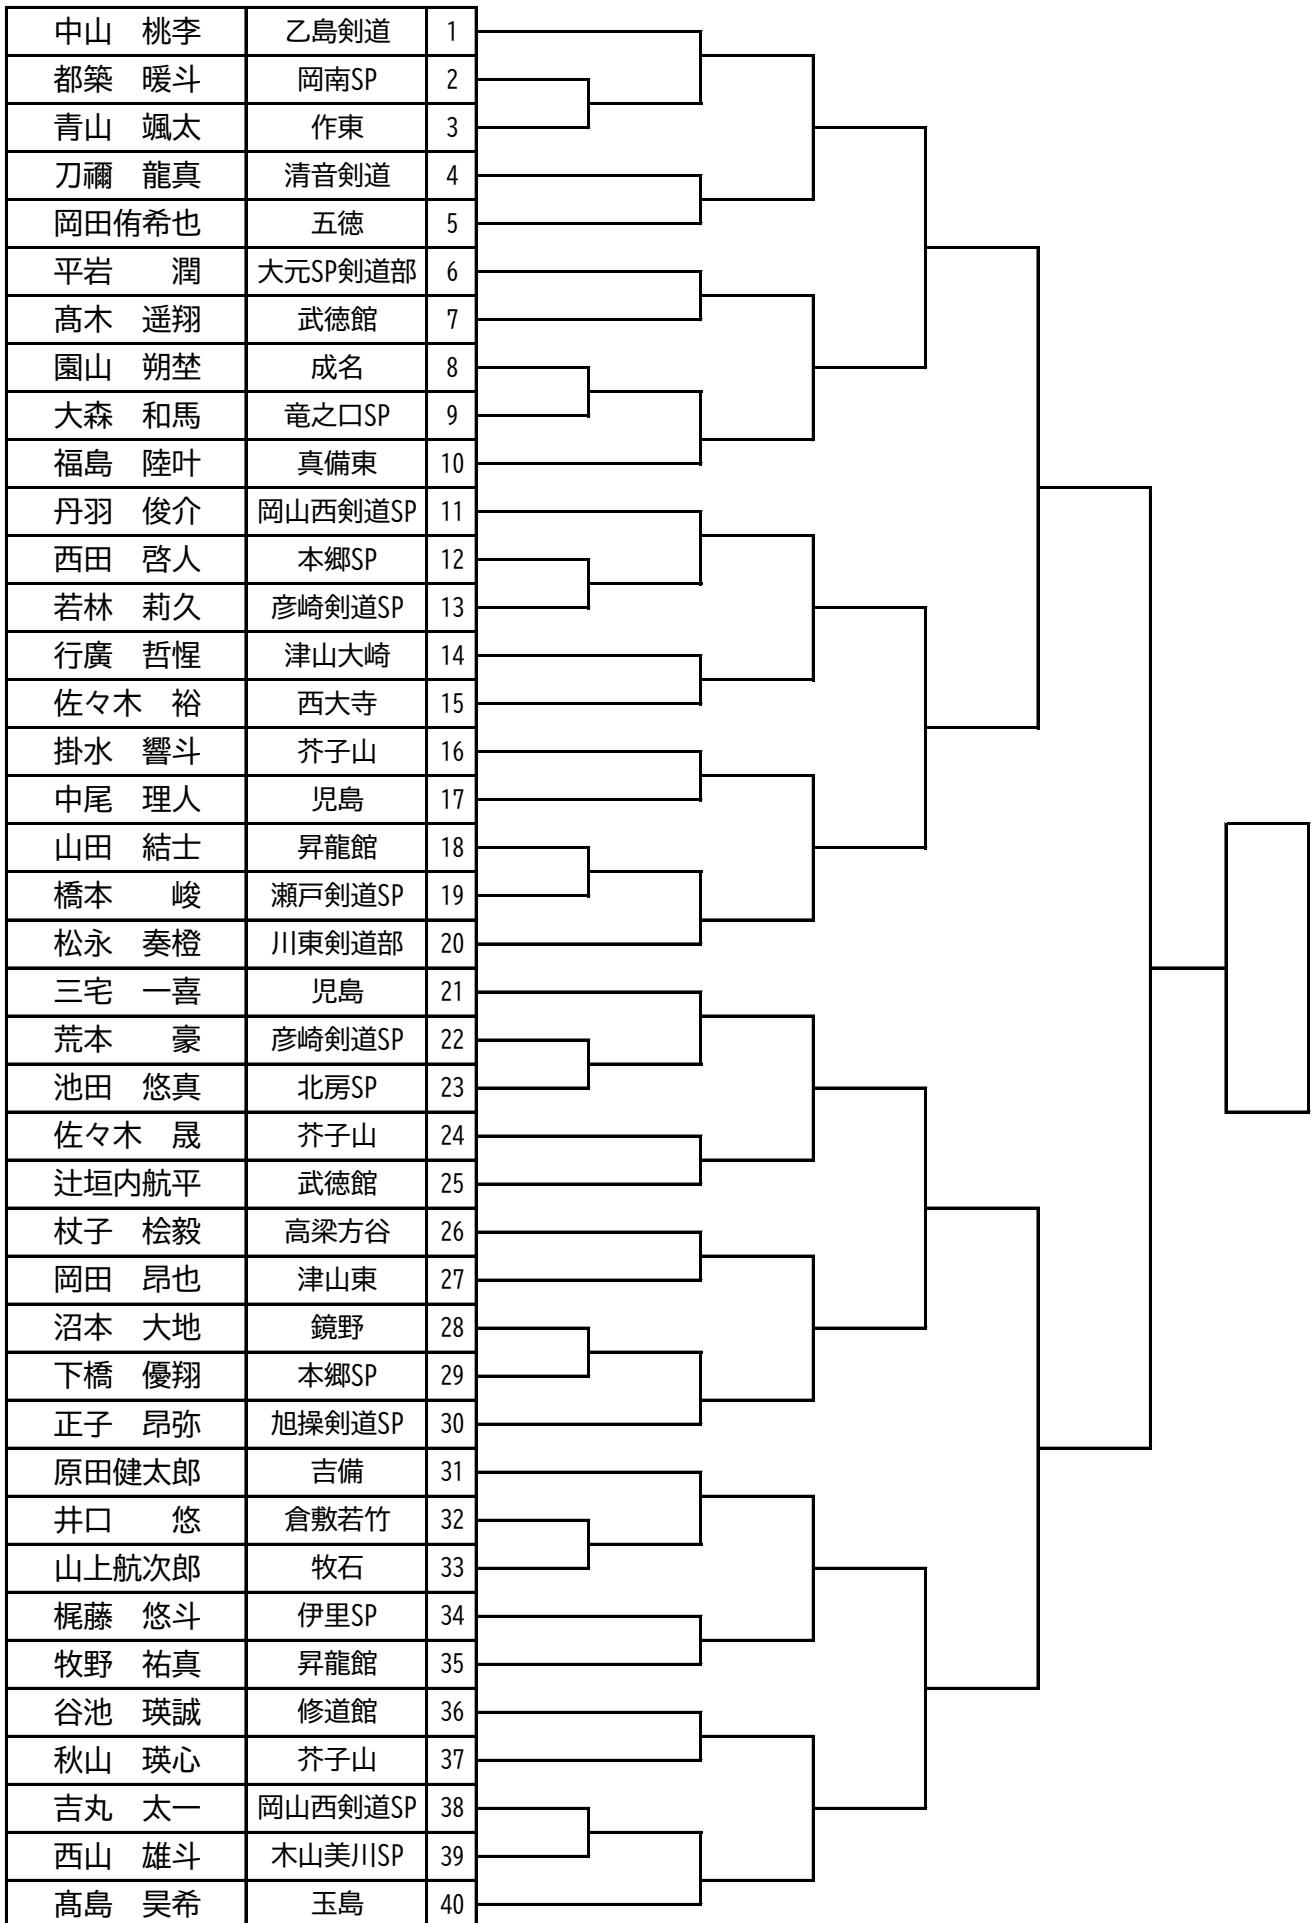 中山　桃李 乙島剣道 1
都築　暖斗 岡南SP 2
青山　颯太 作東 3
刀禰　龍真 清音剣道 4
岡田侑希也 五徳 5
平岩　　潤 大元SP剣道部 6
髙木　遥翔 武徳館 7
園山　朔埜 成名 8
大森　和馬 竜之口SP 9
福島　陸叶 真備東 10
丹羽　俊介 岡山西剣道SP 11
西田　啓人 本郷SP 12
若林　莉久 彦崎剣道SP 13
行廣　哲惺 津山大崎 14
佐々木　裕 西大寺 15
掛水　響斗 芥子山 16
中尾　理人 児島 17
山田　結士 昇龍館 18
橋本　　峻 瀬戸剣道SP 19
松永　奏橙 川東剣道部 20
三宅　一喜 児島 21
荒本　　豪 彦崎剣道SP 22
池田　悠真 北房SP 23
佐々木　晟 芥子山 24
辻垣内航平 武徳館 25
杖子　桧毅 高梁方谷 26
岡田　昂也 津山東 27
沼本　大地 鏡野 28
下橋　優翔 本郷SP 29
正子　昂弥 旭操剣道SP 30
原田健太郎 吉備 31
井口　　悠 倉敷若竹 32
山上航次郎 牧石 33
梶藤　悠斗 伊里SP 34
牧野　祐真 昇龍館 35
谷池　瑛誠 修道館 36
秋山　瑛心 芥子山 37
吉丸　太一 岡山西剣道SP 38
西山　雄斗 木山美川SP 39
髙島　昊希 玉島 40